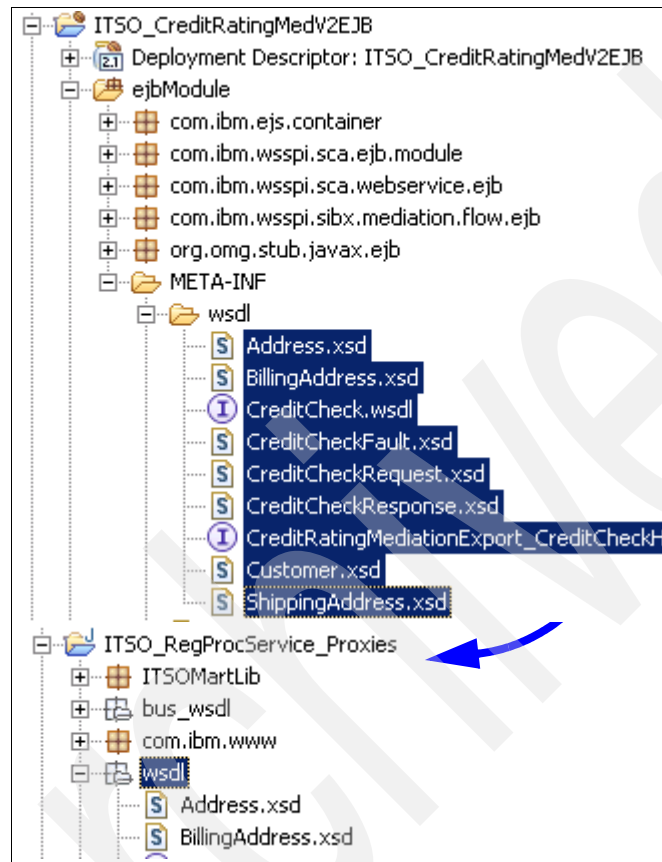 ITSO_CreditRatingMedV2EJB
2.1 Deployment Descriptor: ITSO_CreditRatingMedV2EJB
ejbModule
com.ibm.ejs.container
com.ibm.wsspi.sca.ejb.module
com.ibm.wsspi.sca.webservice.ejb
com.ibm.wsspi.sibx.mediation.flow.ejb
org.omg.stub.javax.ejb
META-INF
wsdl
S Address.xsd
S BillingAddress.xsd
I CreditCheck.wsdl
S CreditCheckFault.xsd
S CreditCheckRequest.xsd
S CreditCheckResponse.xsd
I CreditRatingMediationExport_CreditCheckH
S Customer.xsd
S ShippingAddress.xsd
J ITSO_RegProcService_Proxies
ITSOMartLib
bus_wsdl
com.ibm.www
wsdl
S Address.xsd
S BillingAddress.xsd